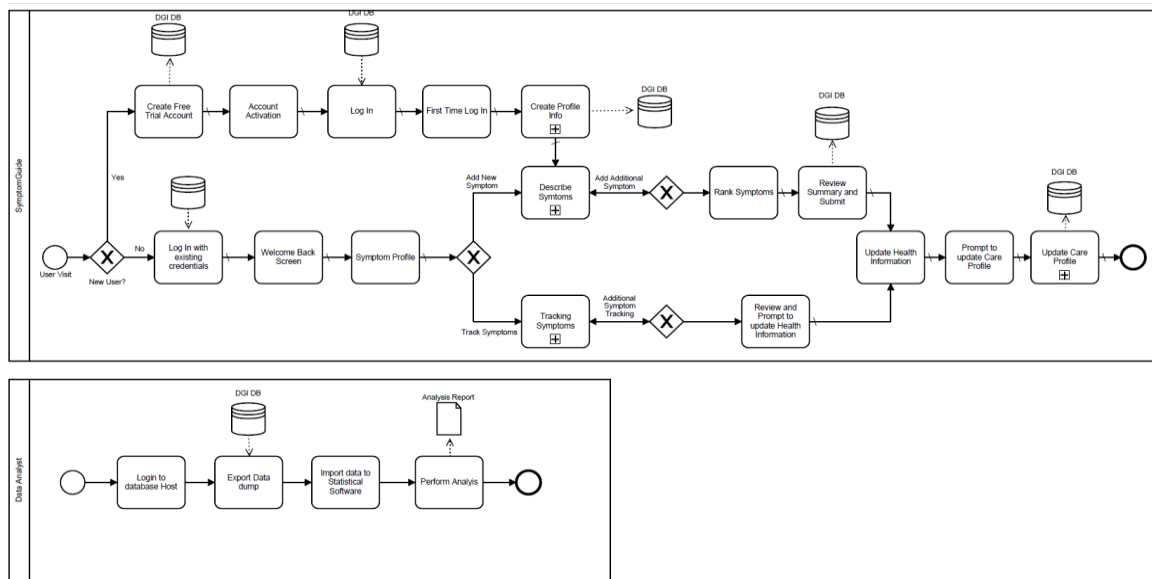 SymptomGuide
DGI DB
DGI DB
Create Free
Trial Account
Account
Activation
Log In
First Time Log In
Create Profile
Info
DGI DB
DGI DB
Yes
Add New
Symptom
Describe
Symtoms
Add Additional
Symptom
Rank Symptoms
Review
Summary and
Submit
DGI DB
User Visit
New User?
No
Log In with
existing
credentials
Welcome Back
Screen
Symptom Profile
Update Health
Information
Prompt to
update Care
Profile
Update Care
Profile
Track Symptoms
Tracking
Symptoms
Additional
Symptom
Tracking
Review and
Prompt to
update Health
Information
Data Analyst
DGI DB
Analysis Report
Login to
database Host
Export Data
dump
Import data to
Statistical
Software
Perform Analyis